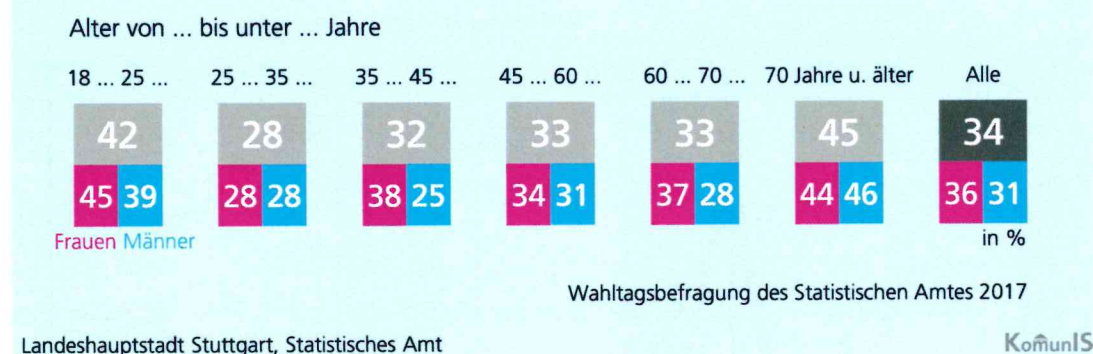 Alter von ... bis unter ... Jahre
18 ... 25 ... 25 ... 35 ... 35 ... 45 ... 45 ... 60 ... 60 ... 70 ... 70 Jahre u. älter Alle
42 28 32 33 33 45 34
45 39 28 28 38 25 34 31 37 28 44 46 36 31
Frauen Männer
in %
Wahltagsbefragung des Statistischen Amtes 2017
Landeshauptstadt Stuttgart, Statistisches Amt
KomunIS